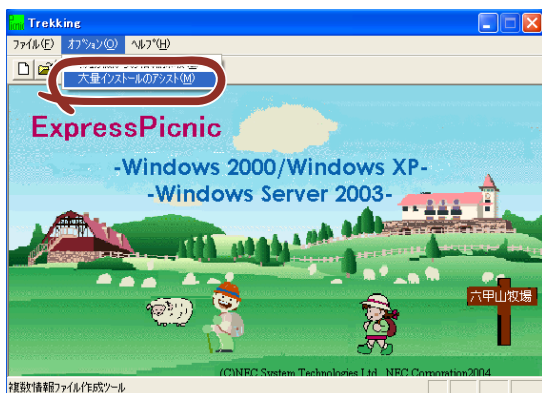 Trekking
ファイル(F) オプション(O) ヘルプ(H)
大量インストールのアシスト(M)
ExpressPicnic
-Windows 2000/Windows XP-
-Windows Server 2003-
六甲山牧場
(C)NEC System Technologies Ltd., NEC Corporation2004
複数情報ファイル作成ツール